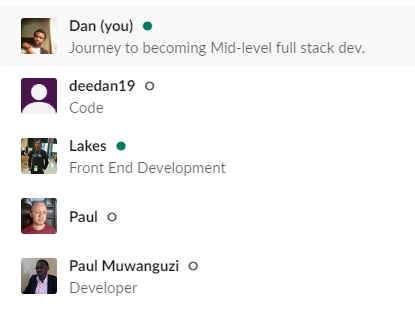 Dan (you)
Journey to becoming Mid-level full stack dev.
deedan19
Code
Lakes
Front End Development
Paul
Paul Muwanguzi
Developer